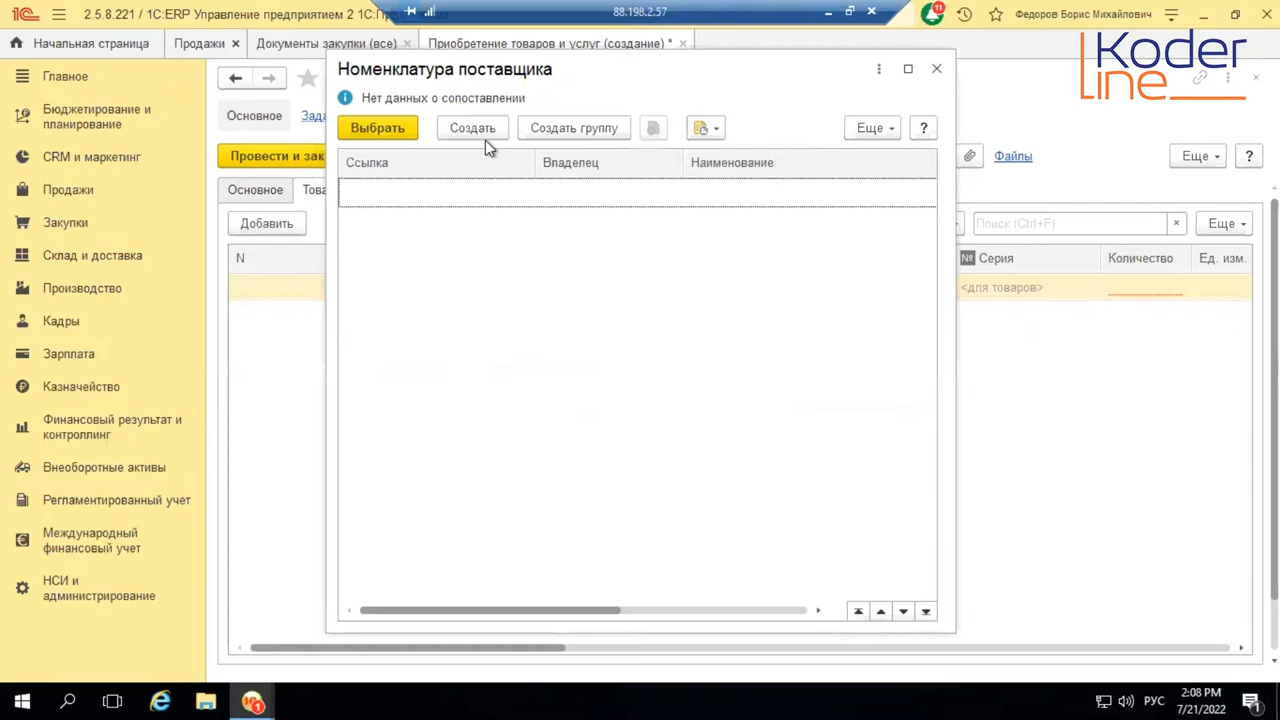 2.5.8.221 / 1С:ERP Управление предприятием 2 1С:П
88.198.2.57
11
Федоров Борис Михайлович
Начальная страница
Продажи
Документы закупки (все)
Приобретение товаров и услуг (создание) *
Koder
line
Главное
Бюджетирование и
планирование
CRM и маркетинг
Продажи
Закупки
Склад и доставка
Производство
Кадры
Зарплата
Казначейство
Финансовый результат и
контроллинг
Внеоборотные активы
Регламентированный учет
Международный
финансовый учет
НСИ и
администрирование
Основное
Зада
Провести и зак
Файлы
Еще
?
Основное
Това
Добавить
Поиск (Ctrl+F)
Еще
N
№ Серия
Количество
Ед. изм.
<для товаров>
Номенклатура поставщика
Нет данных о сопоставлении
Выбрать
Создать
Создать группу
Еще
?
Ссылка
Владелец
Наименование
РУС
2:08 PM
7/21/2022
1